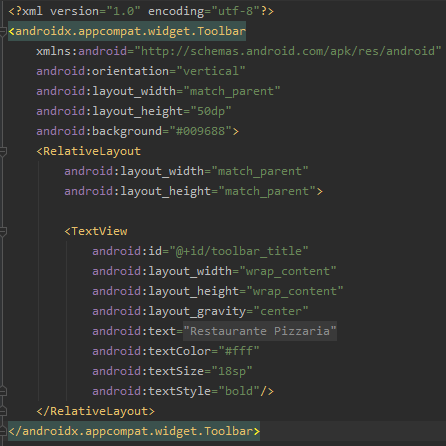 <?xml version="1.0" encoding="utf-8"?>
<androidx.appcompat.widget.Toolbar
    xmlns:android="http://schemas.android.com/apk/res/android"
    android:orientation="vertical"
    android:layout_width="match_parent"
    android:layout_height="50dp"
    android:background="#009688">
    <RelativeLayout
        android:layout_width="match_parent"
        android:layout_height="match_parent">
        <TextView
            android:id="@+id/toolbar_title"
            android:layout_width="wrap_content"
            android:layout_height="wrap_content"
            android:layout_gravity="center"
            android:text="Restaurante Pizzaria"
            android:textColor="#fff"
            android:textSize="18sp"
            android:textStyle="bold"/>
    </RelativeLayout>
</androidx.appcompat.widget.Toolbar>